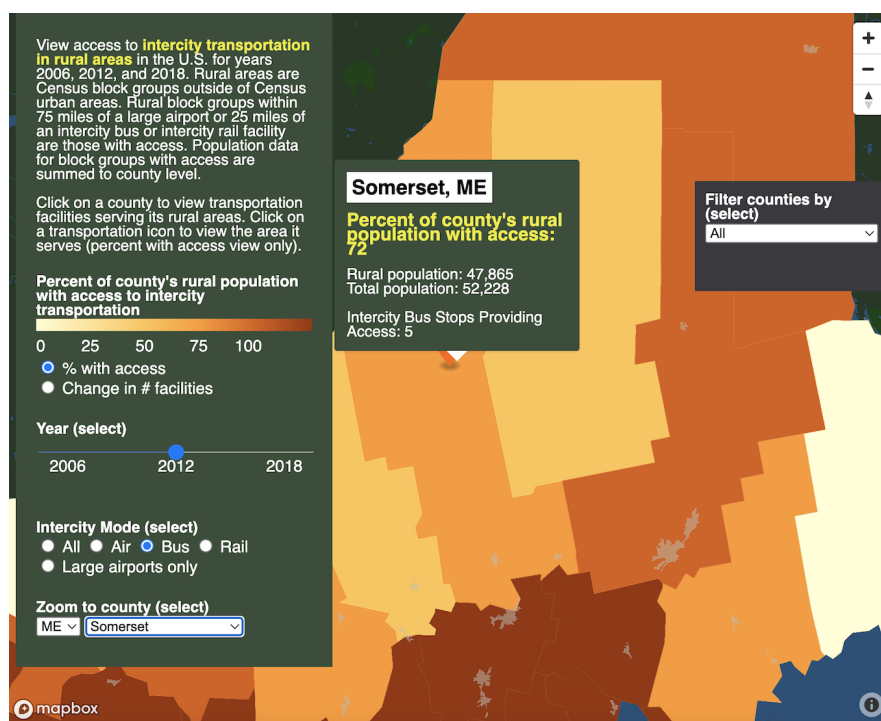 View access to intercity transportation
in rural areas in the U.S. for years
2006, 2012, and 2018. Rural areas are
Census block groups outside of Census
urban areas. Rural block groups within
75 miles of a large airport or 25 miles of
an intercity bus or intercity rail facility
are those with access. Population data
for block groups with access are
summed to county level.
Click on a county to view transportation
facilities serving its rural areas. Click on
a transportation icon to view the area it
serves (percent with access view only).
Percent of county's rural population
with access to intercity
transportation
0 25 50 75 100
% with access
Change in # facilities
Year (select)
2006 2012 2018
Intercity Mode (select)
All Air Bus Rail
Large airports only
Zoom to county (select)
ME Somerset
mapbox
Somerset, ME
Percent of county's rural
population with access:
72
Rural population: 47,865
Total population: 52,228
Intercity Bus Stops Providing
Access: 5
Filter counties by
(select)
All